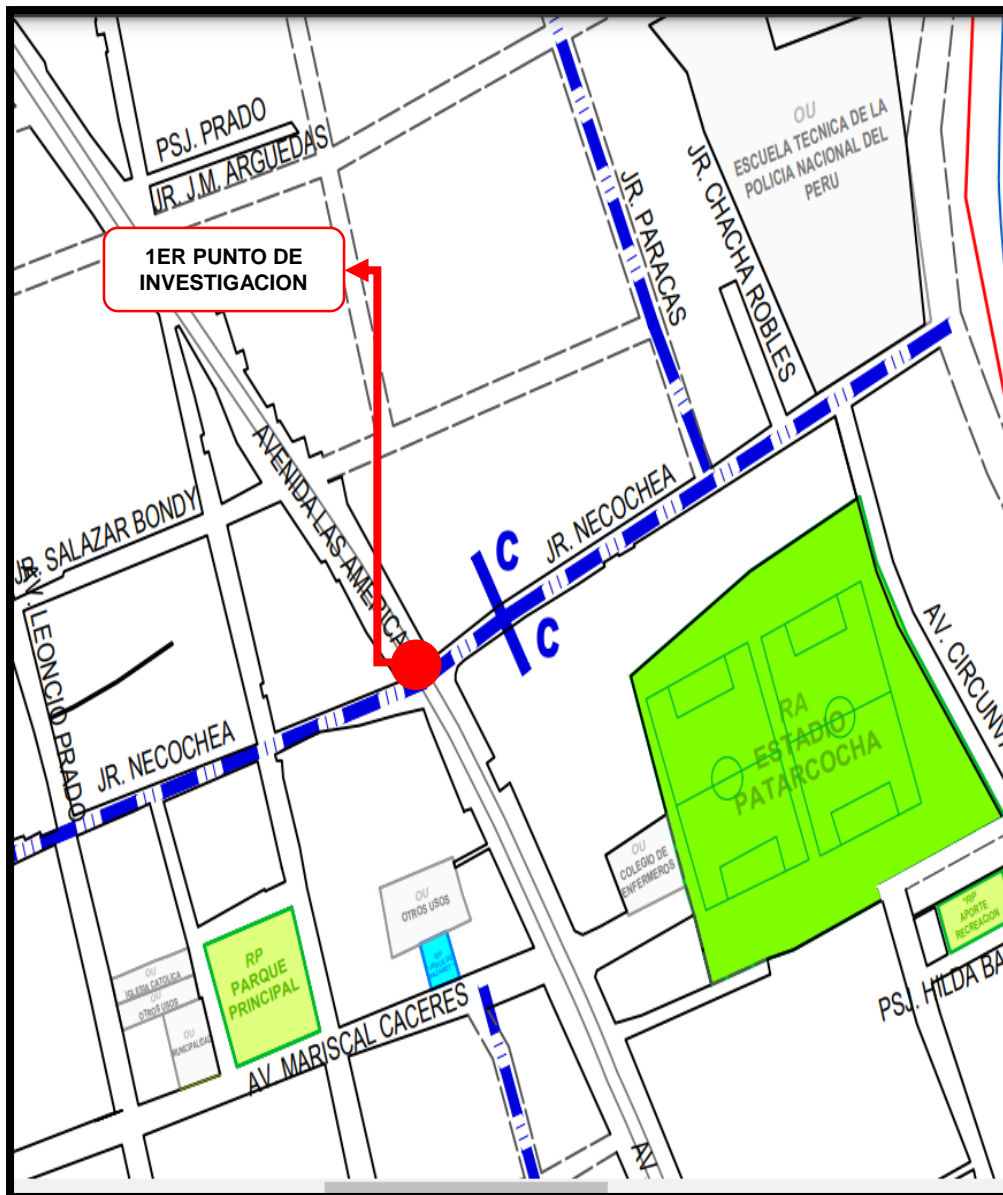 PSJ. PRADO
JR. J.M. ARGUEDAS
OU
ESCUELA TECNICA DE LA
POLICIA NACIONAL DEL
PERU
JR. PARACAS
JR. CHACHA ROBLES
1ER PUNTO DE
INVESTIGACION
AVENIDA LAS AMERICA
JR. SALAZAR BONDY
AV. LEONCIO PRADO
JR. NECOCHEA
C
C
JR. NECOCHEA
RA
ESTADIO
PATARCOCHA
AV. CIRCUNV
OU
COLEGIO DE
ENFERMEROS
OU
OTROS USOS
*RP
APORTE
RECREACION
PSJ. HILDA BA
RP
PARQUE
PRINCIPAL
OU
IGLESIA CATOLICA
OU
OTROS USOS
OU
MUNICIPALIDAD
AV. MARISCAL CACERES
AV